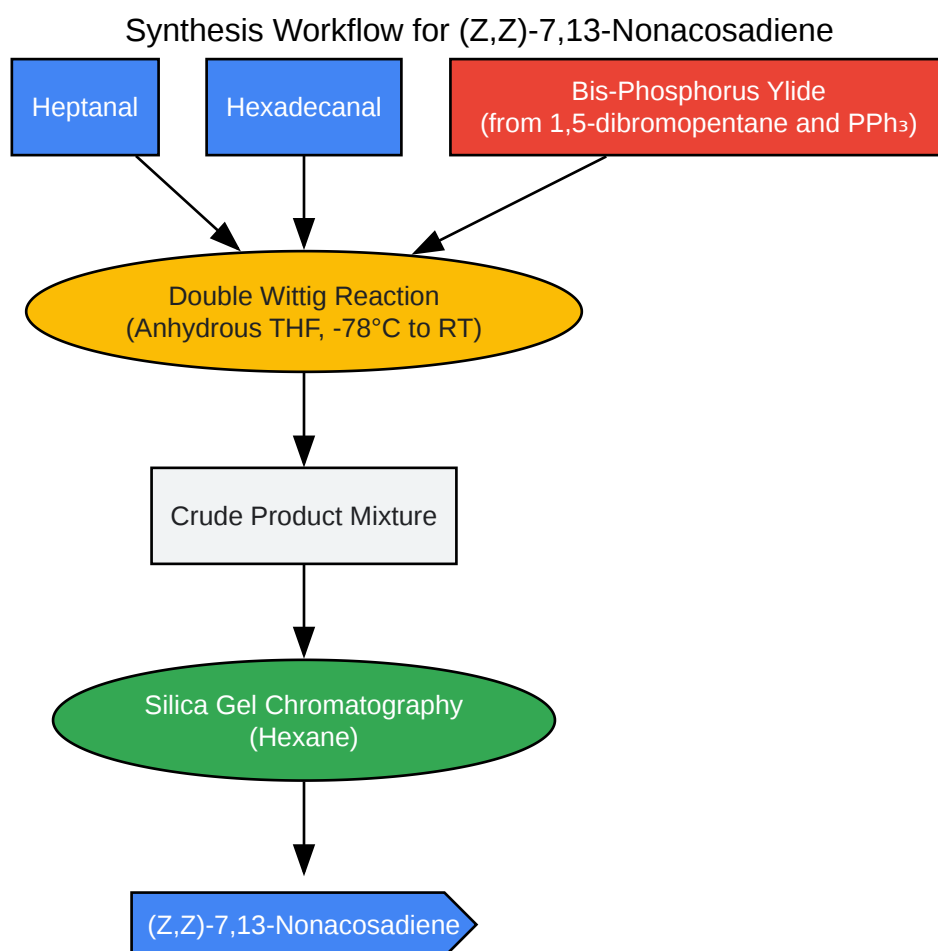 Synthesis Workflow for (Z,Z)-7,13-Nonacosadiene
Heptanal
Hexadecanal
Bis-Phosphorus Ylide
(from 1,5-dibromopentane and PPh₃)
Double Wittig Reaction
(Anhydrous THF, -78°C to RT)
Crude Product Mixture
Silica Gel Chromatography
(Hexane)
(Z,Z)-7,13-Nonacosadiene